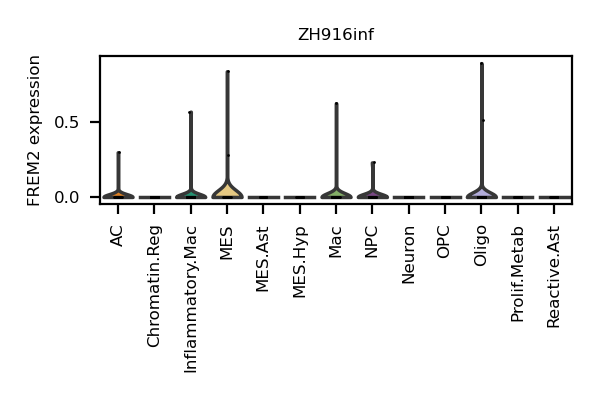 ZH916inf
FREM2 expression
0.5
0.0
AC
Chromatin.Reg
Inflammatory.Mac
MES
MES.Ast
MES.Hyp
Mac
NPC
Neuron
OPC
Oligo
Prolif.Metab
Reactive.Ast